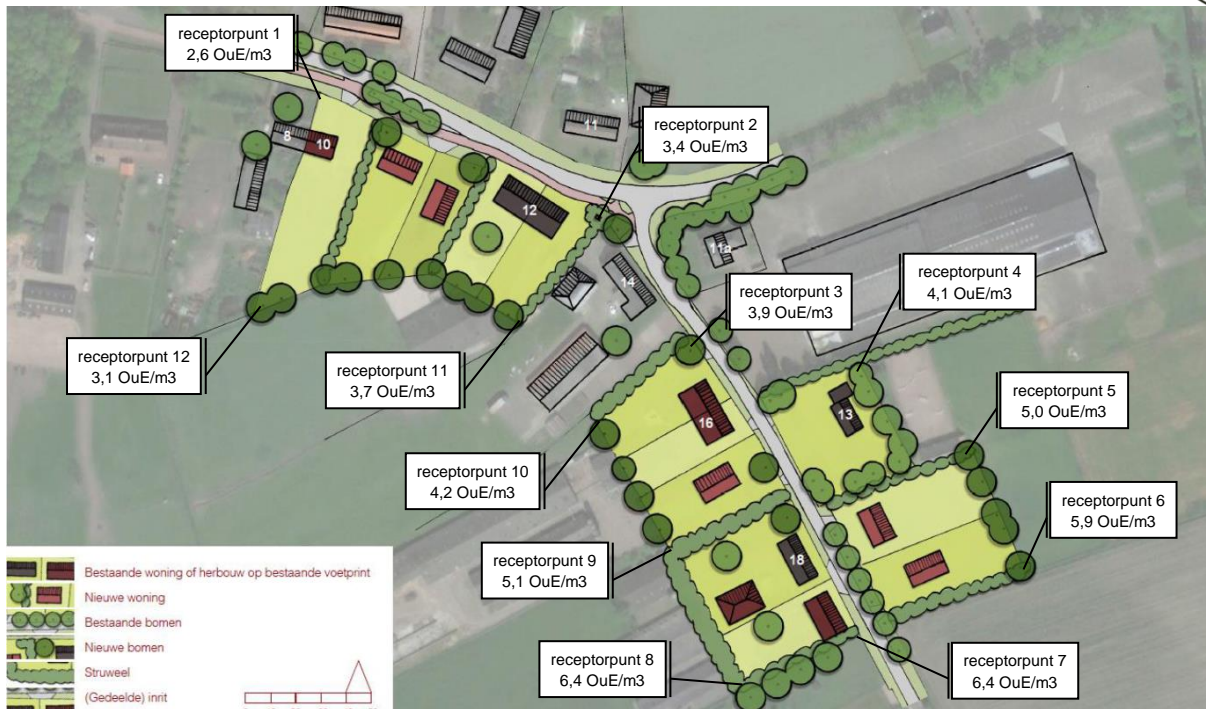 receptorpunt 1
2,6 OuE/m3
11
receptorpunt 2
3,4 OuE/m3
8
10
12
11a
14
receptorpunt 3
3,9 OuE/m3
receptorpunt 4
4,1 OuE/m3
receptorpunt 12
3,1 OuE/m3
receptorpunt 11
3,7 OuE/m3
13
16
receptorpunt 5
5,0 OuE/m3
receptorpunt 10
4,2 OuE/m3
receptorpunt 6
5,9 OuE/m3
receptorpunt 9
5,1 OuE/m3
18
receptorpunt 8
6,4 OuE/m3
receptorpunt 7
6,4 OuE/m3
Bestaande woning of herbouw op bestaande voetprint
Nieuwe woning
Bestaande bomen
Nieuwe bomen
Struweel
(Gedeelde) inrit